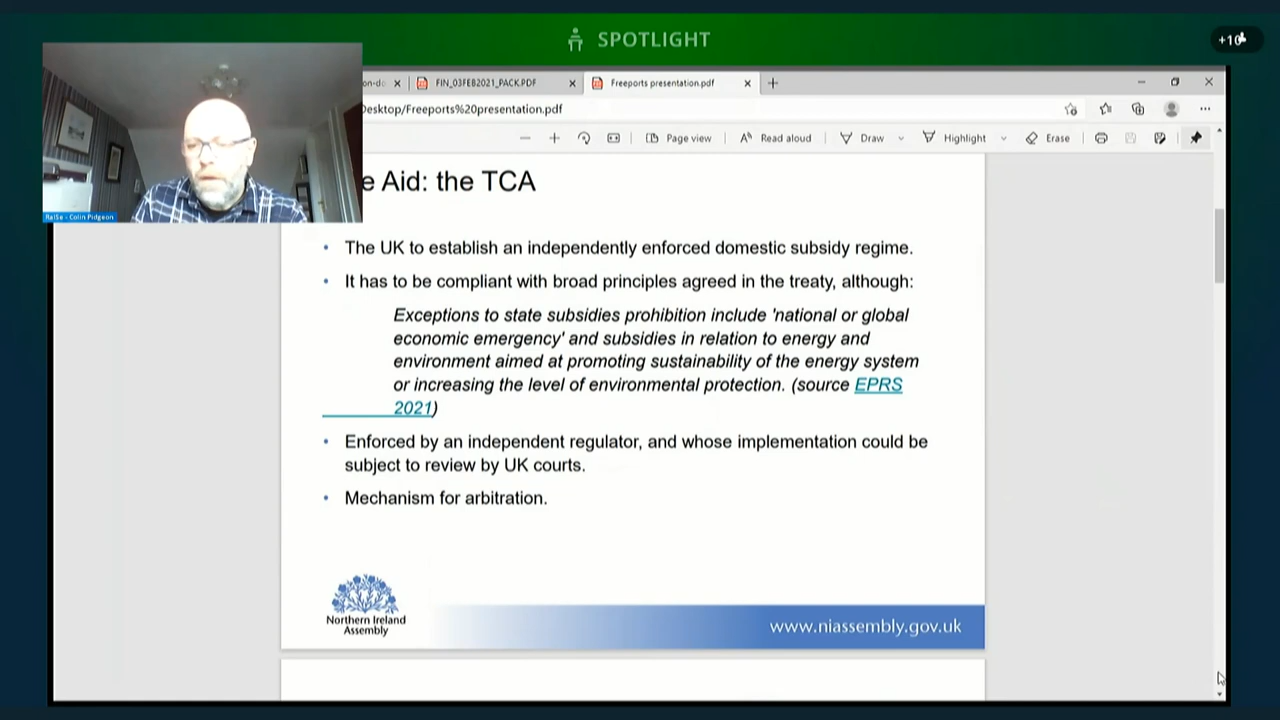 SPOTLIGHT
+10
FIN_03FEB2021_PACK.PDF
Freeports presentation.pdf
Desktop/Freeports%20presentation.pdf
Page view
Read aloud
Draw
Highlight
Erase
RaISe - Colin Pidgeon
e Aid: the TCA
• The UK to establish an independently enforced domestic subsidy regime.
• It has to be compliant with broad principles agreed in the treaty, although:
Exceptions to state subsidies prohibition include 'national or global
economic emergency' and subsidies in relation to energy and
environment aimed at promoting sustainability of the energy system
or increasing the level of environmental protection. (source EPRS
2021)
• Enforced by an independent regulator, and whose implementation could be
subject to review by UK courts.
• Mechanism for arbitration.
Northern Ireland
Assembly
www.niassembly.gov.uk